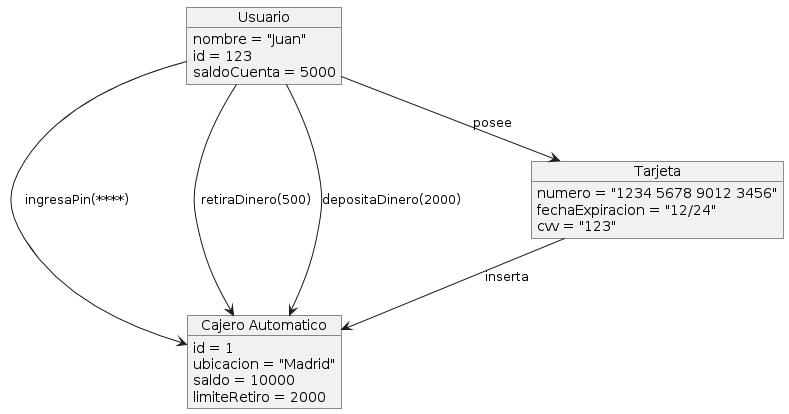 Usuario
nombre = "Juan"
id = 123
saldoCuenta = 5000
posee
Tarjeta
numero = "1234 5678 9012 3456"
fechaExpiracion = "12/24"
cvv = "123"
ingresaPin(****)
retiraDinero(500)
depositaDinero(2000)
inserta
Cajero Automatico
id = 1
ubicacion = "Madrid"
saldo = 10000
limiteRetiro = 2000